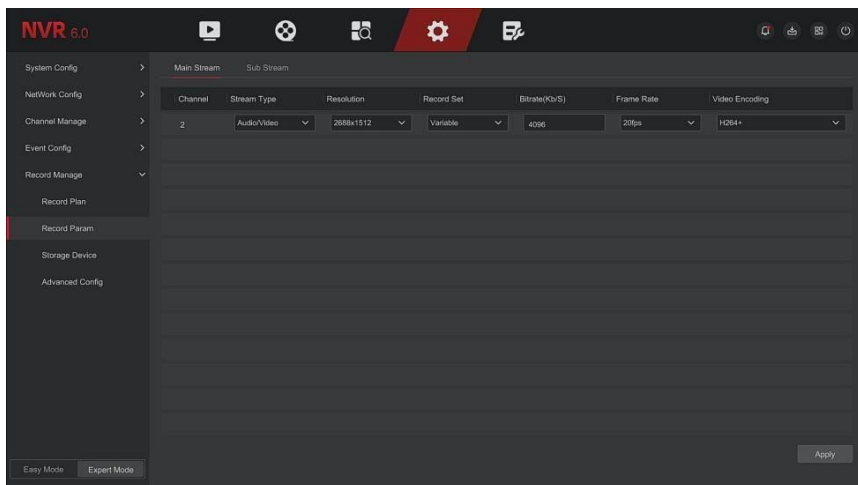 NVR 6.0
System Config
NetWork Config
Channel Manage
Event Config
Record Manage
Record Plan
Record Param
Storage Device
Advanced Config
Easy Mode Expert Mode
Main Stream Sub Stream
Channel Stream Type Resolution Record Set Bitrate(Kb/S) Frame Rate Video Encoding
2 Audio/Video 2688x1512 Variable 4096 20fps H264+
Apply